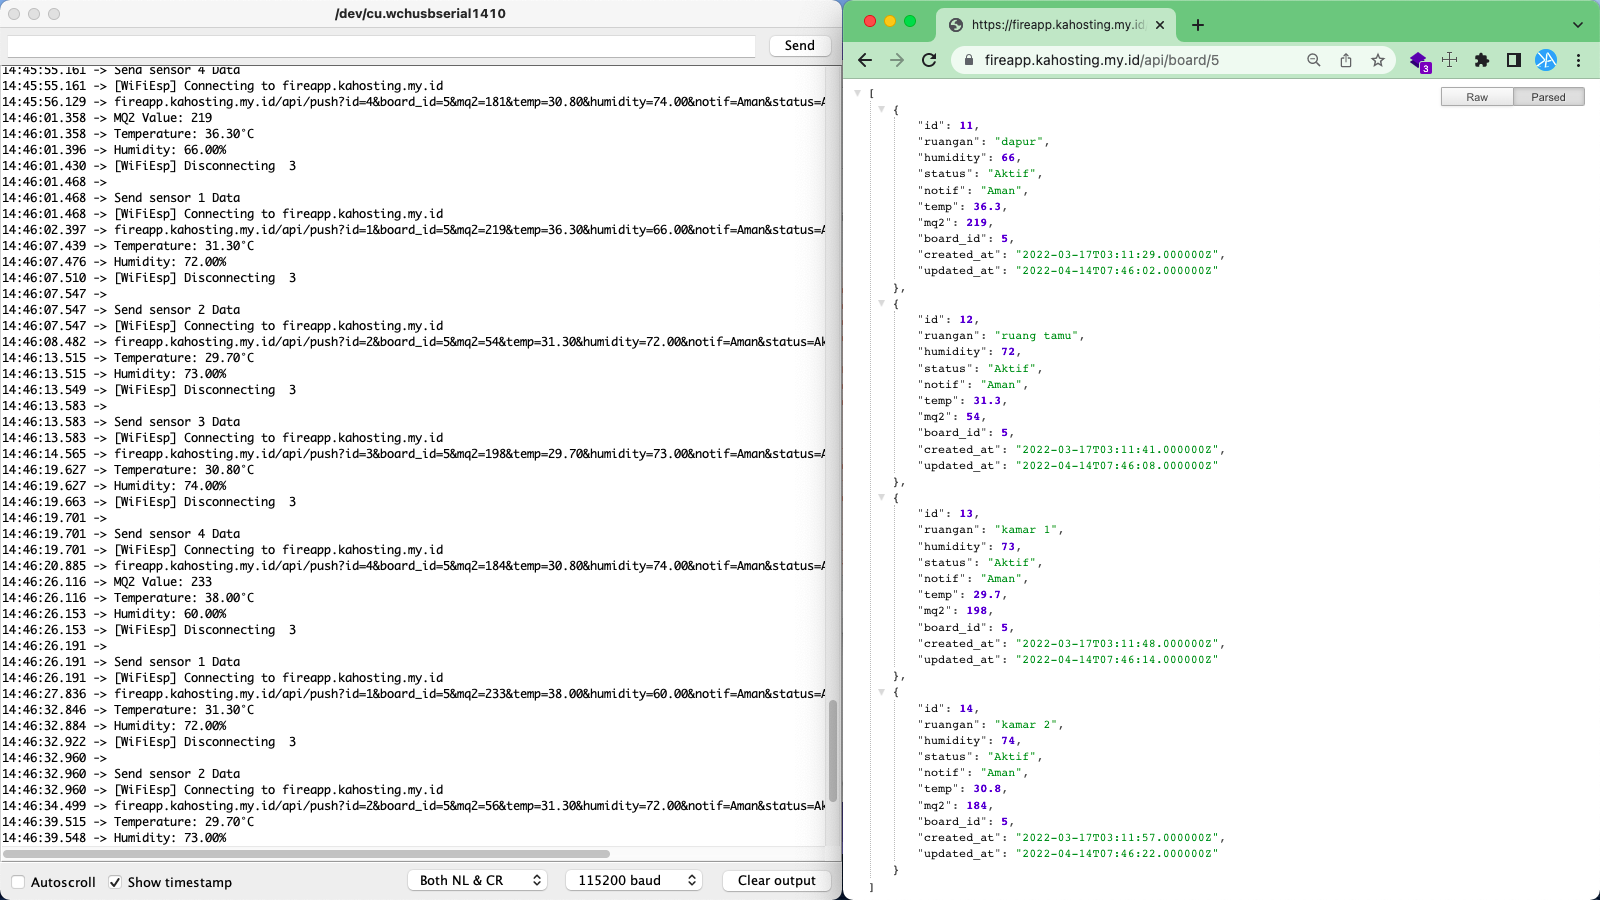 /dev/cu.wchusbserial1410
Send
14:45:55.161 -> Send sensor 4 Data
14:45:55.161 -> [WiFiEsp] Connecting to fireapp.kahosting.my.id
14:45:56.129 -> fireapp.kahosting.my.id/api/push?id=4&board_id=5&mq2=181&temp=30.80&humidity=74.00&notif=Aman&status=A
14:46:01.358 -> MQ2 Value: 219
14:46:01.358 -> Temperature: 36.30°C
14:46:01.396 -> Humidity: 66.00%
14:46:01.430 -> [WiFiEsp] Disconnecting  3
14:46:01.468 ->
14:46:01.468 -> Send sensor 1 Data
14:46:01.468 -> [WiFiEsp] Connecting to fireapp.kahosting.my.id
14:46:02.397 -> fireapp.kahosting.my.id/api/push?id=1&board_id=5&mq2=219&temp=36.30&humidity=66.00&notif=Aman&status=A
14:46:07.439 -> Temperature: 31.30°C
14:46:07.476 -> Humidity: 72.00%
14:46:07.510 -> [WiFiEsp] Disconnecting  3
14:46:07.547 ->
14:46:07.547 -> Send sensor 2 Data
14:46:07.547 -> [WiFiEsp] Connecting to fireapp.kahosting.my.id
14:46:08.482 -> fireapp.kahosting.my.id/api/push?id=2&board_id=5&mq2=54&temp=31.30&humidity=72.00&notif=Aman&status=Ak
14:46:13.515 -> Temperature: 29.70°C
14:46:13.515 -> Humidity: 73.00%
14:46:13.549 -> [WiFiEsp] Disconnecting  3
14:46:13.583 ->
14:46:13.583 -> Send sensor 3 Data
14:46:13.583 -> [WiFiEsp] Connecting to fireapp.kahosting.my.id
14:46:14.565 -> fireapp.kahosting.my.id/api/push?id=3&board_id=5&mq2=198&temp=29.70&humidity=73.00&notif=Aman&status=A
14:46:19.627 -> Temperature: 30.80°C
14:46:19.627 -> Humidity: 74.00%
14:46:19.663 -> [WiFiEsp] Disconnecting  3
14:46:19.701 ->
14:46:19.701 -> Send sensor 4 Data
14:46:19.701 -> [WiFiEsp] Connecting to fireapp.kahosting.my.id
14:46:20.885 -> fireapp.kahosting.my.id/api/push?id=4&board_id=5&mq2=184&temp=30.80&humidity=74.00&notif=Aman&status=A
14:46:26.116 -> MQ2 Value: 233
14:46:26.116 -> Temperature: 38.00°C
14:46:26.153 -> Humidity: 60.00%
14:46:26.153 -> [WiFiEsp] Disconnecting  3
14:46:26.191 ->
14:46:26.191 -> Send sensor 1 Data
14:46:26.191 -> [WiFiEsp] Connecting to fireapp.kahosting.my.id
14:46:27.836 -> fireapp.kahosting.my.id/api/push?id=1&board_id=5&mq2=233&temp=38.00&humidity=60.00&notif=Aman&status=A
14:46:32.846 -> Temperature: 31.30°C
14:46:32.884 -> Humidity: 72.00%
14:46:32.922 -> [WiFiEsp] Disconnecting  3
14:46:32.960 ->
14:46:32.960 -> Send sensor 2 Data
14:46:32.960 -> [WiFiEsp] Connecting to fireapp.kahosting.my.id
14:46:34.499 -> fireapp.kahosting.my.id/api/push?id=2&board_id=5&mq2=56&temp=31.30&humidity=72.00&notif=Aman&status=Ak
14:46:39.515 -> Temperature: 29.70°C
14:46:39.548 -> Humidity: 73.00%
Autoscroll
Show timestamp
Both NL & CR
115200 baud
Clear output
https://fireapp.kahosting.my.id
fireapp.kahosting.my.id/api/board/5
3
Raw
Parsed
[
{
"id": 11,
"ruangan": "dapur",
"humidity": 66,
"status": "Aktif",
"notif": "Aman",
"temp": 36.3,
"mq2": 219,
"board_id": 5,
"created_at": "2022-03-17T03:11:29.000000Z",
"updated_at": "2022-04-14T07:46:02.000000Z"
},
{
"id": 12,
"ruangan": "ruang tamu",
"humidity": 72,
"status": "Aktif",
"notif": "Aman",
"temp": 31.3,
"mq2": 54,
"board_id": 5,
"created_at": "2022-03-17T03:11:41.000000Z",
"updated_at": "2022-04-14T07:46:08.000000Z"
},
{
"id": 13,
"ruangan": "kamar 1",
"humidity": 73,
"status": "Aktif",
"notif": "Aman",
"temp": 29.7,
"mq2": 198,
"board_id": 5,
"created_at": "2022-03-17T03:11:48.000000Z",
"updated_at": "2022-04-14T07:46:14.000000Z"
},
{
"id": 14,
"ruangan": "kamar 2",
"humidity": 74,
"status": "Aktif",
"notif": "Aman",
"temp": 30.8,
"mq2": 184,
"board_id": 5,
"created_at": "2022-03-17T03:11:57.000000Z",
"updated_at": "2022-04-14T07:46:22.000000Z"
}
]